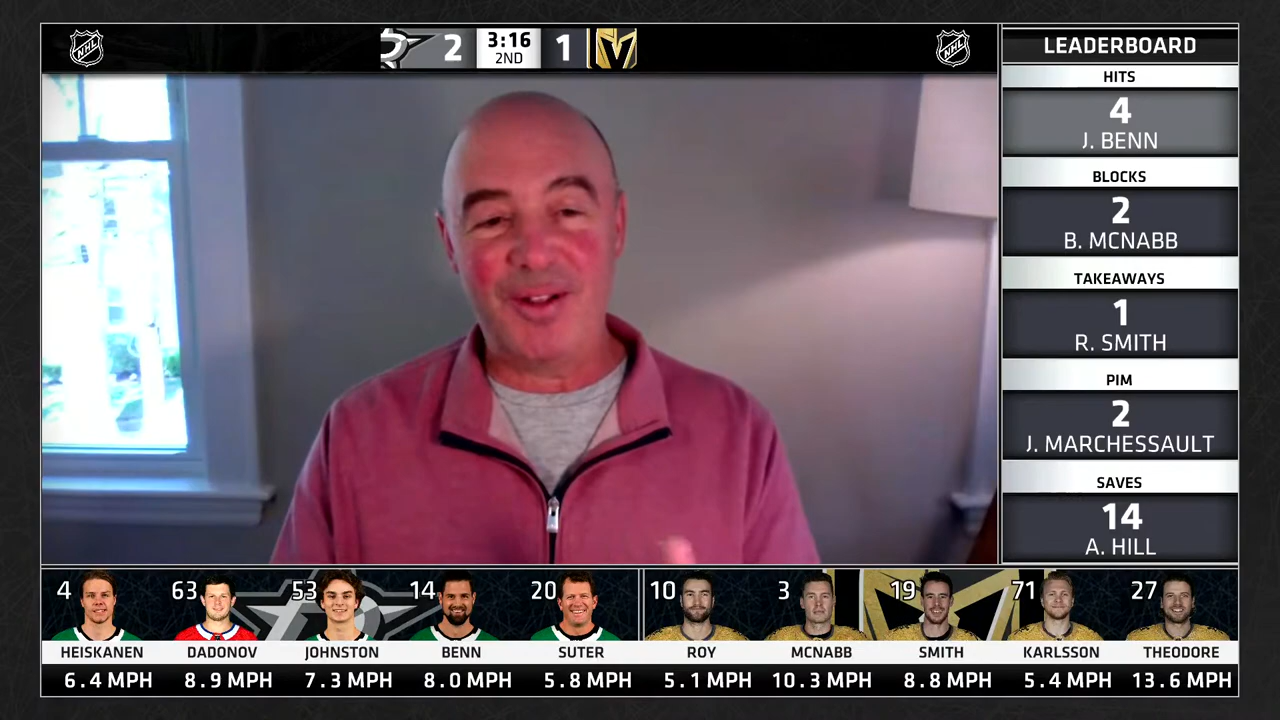 NHL
2
3:16
2ND
1
NHL
LEADERBOARD
HITS
4
J. BENN
BLOCKS
2
B. MCNABB
TAKEAWAYS
1
R. SMITH
PIM
2
J. MARCHESSAULT
SAVES
14
A. HILL
4 63 53 14 20 10 3 19 71 27
HEISKANEN DADONOV JOHNSTON BENN SUTER ROY MCNABB SMITH KARLSSON THEODORE
6.4 MPH 8.9 MPH 7.3 MPH 8.0 MPH 5.8 MPH 5.1 MPH 10.3 MPH 8.8 MPH 5.4 MPH 13.6 MPH